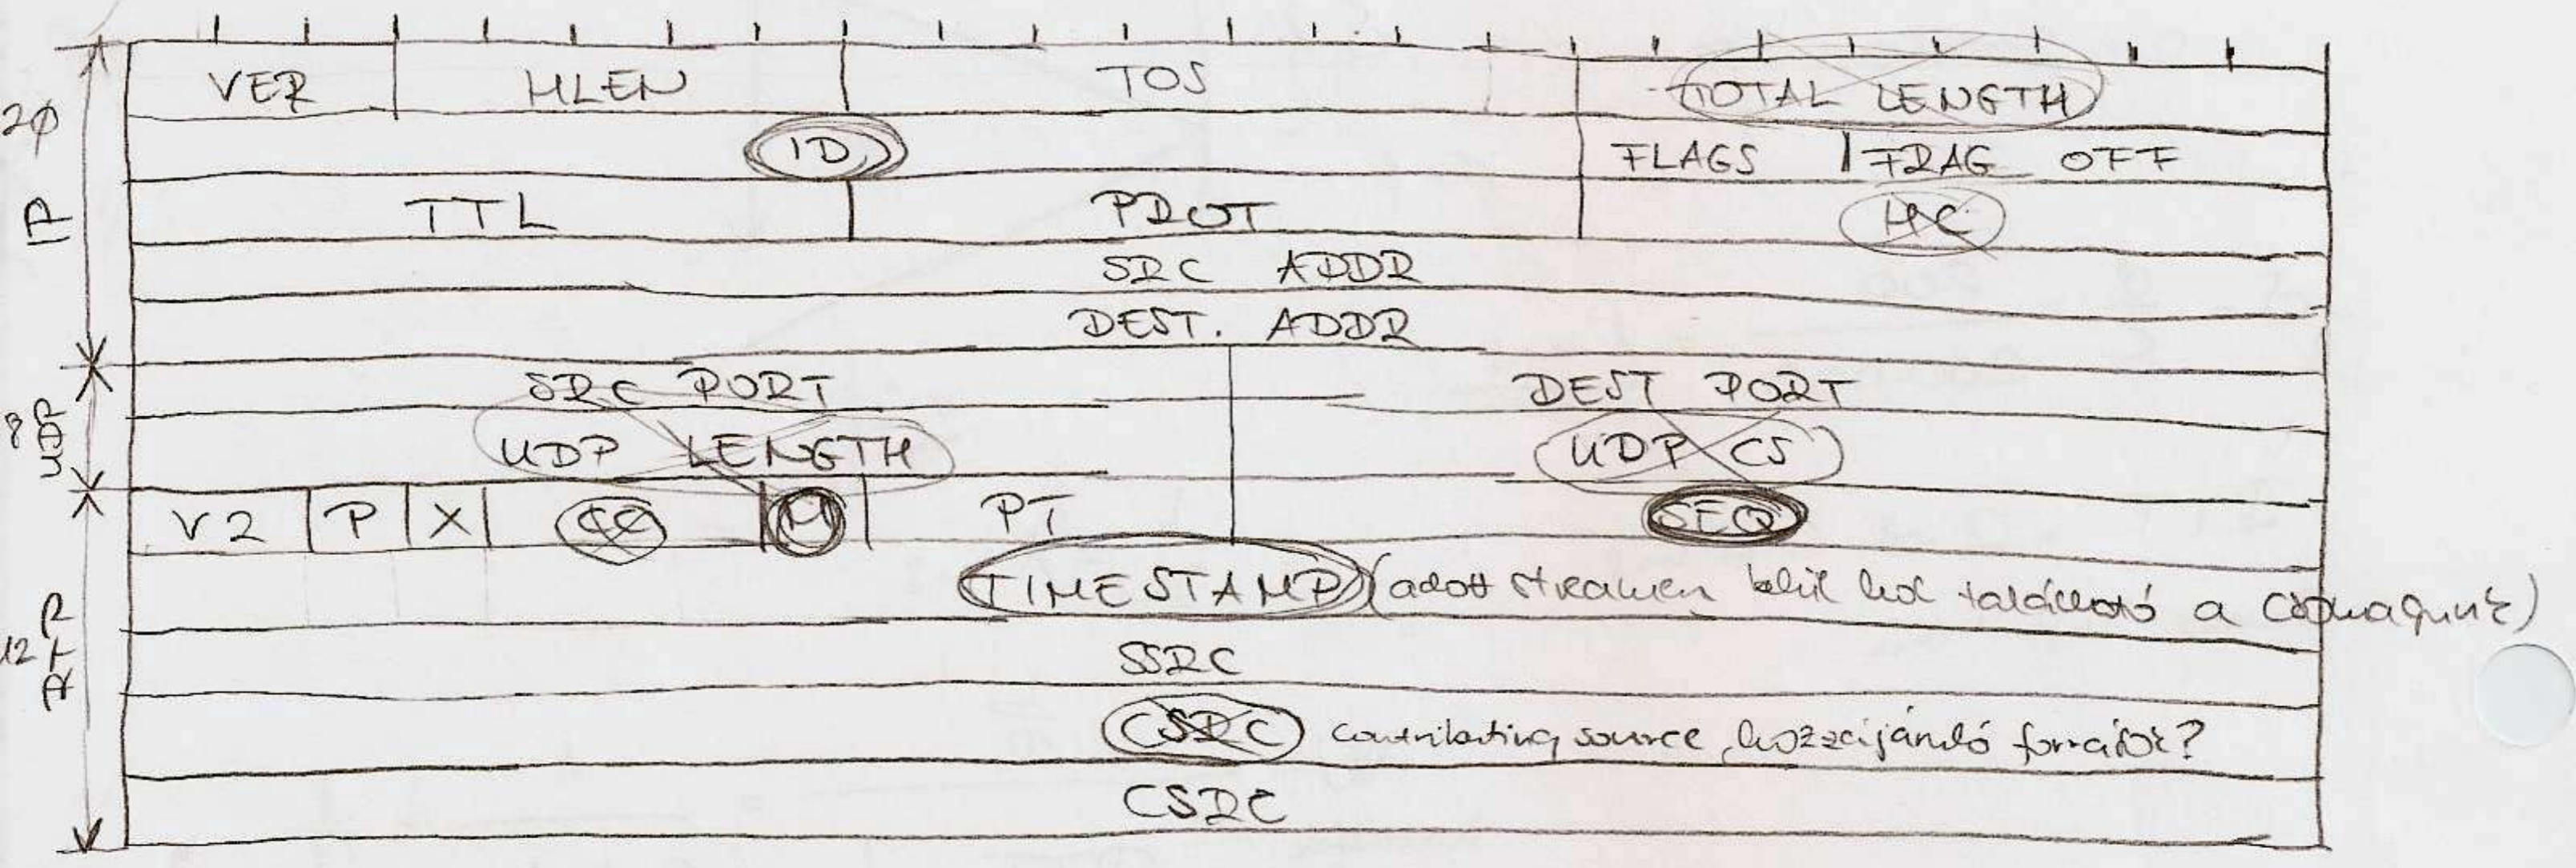 VER HLEN TOS TOTAL LENGTH
20 ID FLAGS FRAG OFF
IP TTL PROT HC
SRC ADDR
DEST. ADDR
SRC PORT DEST PORT
8 UDP UDP LENGTH UDP CS
V2 P X CC M PT SEQ
TIMESTAMP (adott streamen belül hol található a csomagunk)
12 RTP SSRC
CSRC contributing source, hozzájáruló források?
CSRC